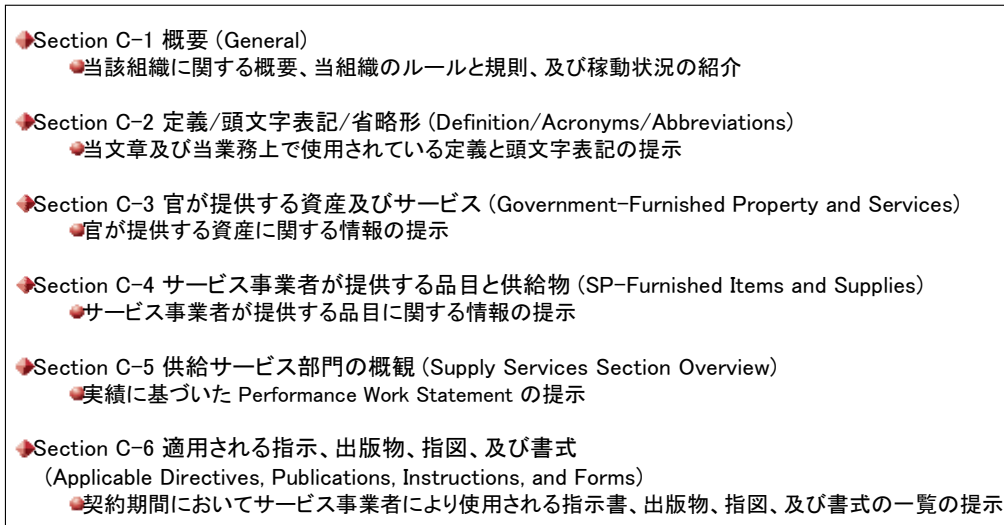 Section C-1 概要 (General)
当該組織に関する概要、当組織のルールと規則、及び稼動状況の紹介
Section C-2 定義/頭文字表記/省略形 (Definition/Acronyms/Abbreviations)
当文章及び当業務上で使用されている定義と頭文字表記の提示
Section C-3 官が提供する資産及びサービス (Government-Furnished Property and Services)
官が提供する資産に関する情報の提示
Section C-4 サービス事業者が提供する品目と供給物 (SP-Furnished Items and Supplies)
サービス事業者が提供する品目に関する情報の提示
Section C-5 供給サービス部門の概観 (Supply Services Section Overview)
実績に基づいた Performance Work Statement の提示
Section C-6 適用される指示、出版物、指図、及び書式
(Applicable Directives, Publications, Instructions, and Forms)
契約期間においてサービス事業者により使用される指示書、出版物、指図、及び書式の一覧の提示